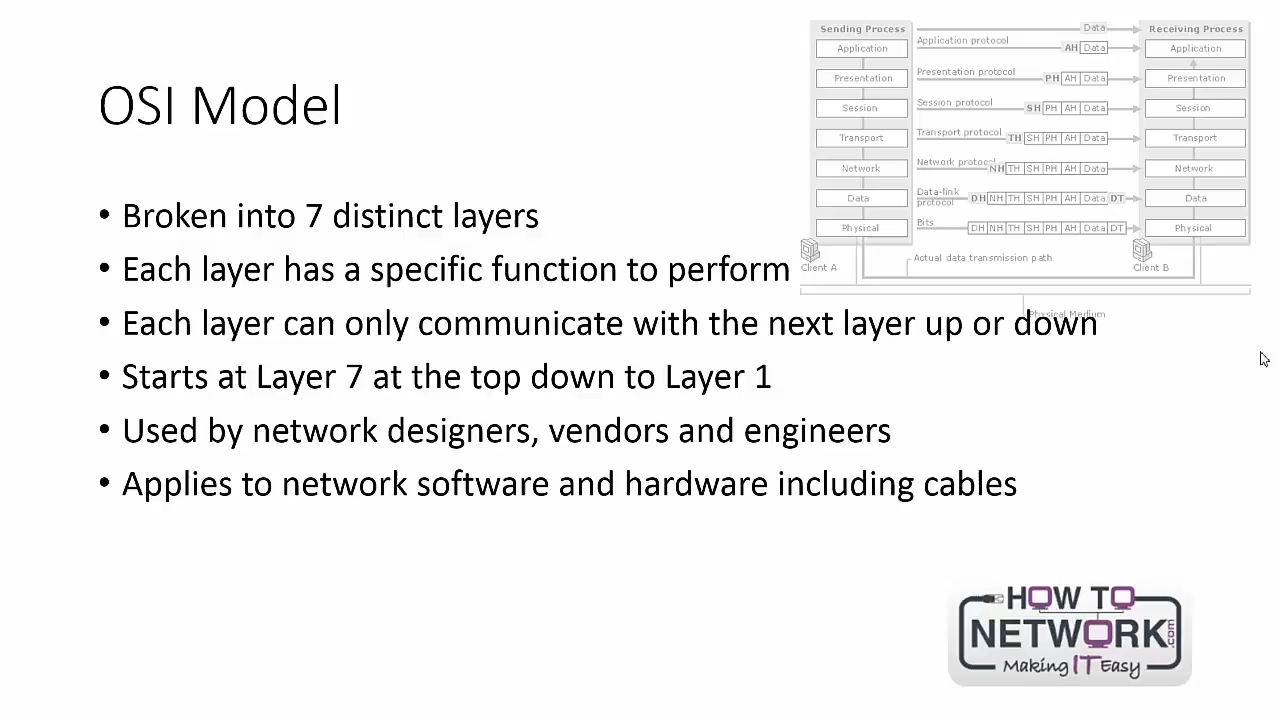 OSI Model
• Broken into 7 distinct layers
• Each layer has a specific function to perform
• Each layer can only communicate with the next layer up or down
• Starts at Layer 7 at the top down to Layer 1
• Used by network designers, vendors and engineers
• Applies to network software and hardware including cables
Sending Process Data Receiving Process
Application Application protocol AH Data Application
Presentation Presentation protocol PH AH Data Presentation
Session Session protocol SH PH AH Data Session
Transport Transport protocol TH SH PH AH Data Transport
Network Network protocol NH TH SH PH AH Data Network
Data Data-link protocol DH NH TH SH PH AH Data DT Data
Physical Bits DH NH TH SH PH AH Data DT Physical
Client A Actual data transmission path Client B
Physical Medium
HOW TO
NETWORK.com
Making IT Easy